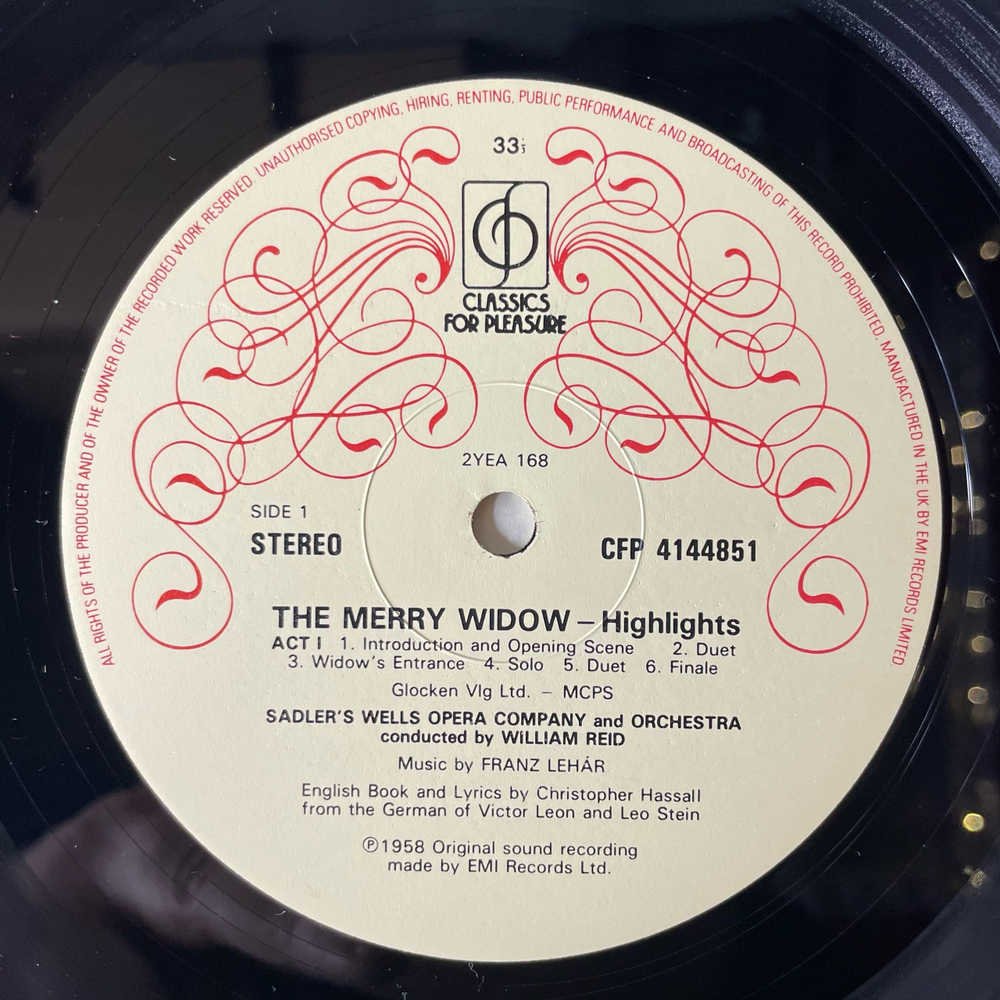 ALL RIGHTS OF THE PRODUCER AND OF THE OWNER OF THE RECORDED WORK RESERVED. UNAUTHORISED COPYING, HIRING, RENTING, PUBLIC PERFORMANCE AND BROADCASTING OF THIS RECORD PROHIBITED. MANUFACTURED IN THE UK BY EMI RECORDS LIMITED
33⅓
CLASSICS
FOR PLEASURE
2YEA 168
SIDE 1
STEREO CFP 4144851
THE MERRY WIDOW – Highlights
ACT I 1. Introduction and Opening Scene 2. Duet
3. Widow's Entrance 4. Solo 5. Duet 6. Finale
Glocken Vlg Ltd. – MCPS
SADLER'S WELLS OPERA COMPANY and ORCHESTRA
conducted by WILLIAM REID
Music by FRANZ LEHÁR
English Book and Lyrics by Christopher Hassall
from the German of Victor Leon and Leo Stein
℗1958 Original sound recording
made by EMI Records Ltd.